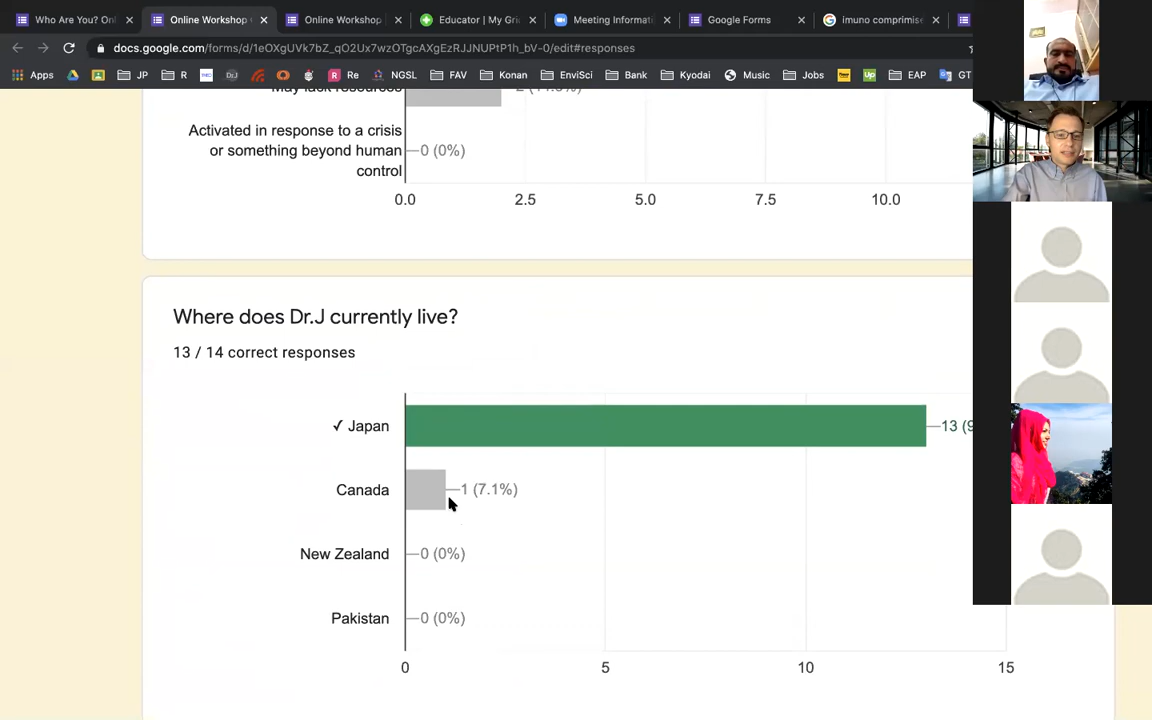 Who Are You? Onl
Online Workshop
Online Workshop
Educator | My Gri
Meeting Informati
Google Forms
imuno comprimise
docs.google.com/forms/d/1eOXgUVk7bZ_qO2Ux7wzOTgcAXgEzRJJNUPtP1h_bV-0/edit#responses
Apps JP R Re NGSL FAV Konan EnviSci Bank Kyodai Music Jobs Up EAP GT
May lack resources
Activated in response to a crisis
or something beyond human
control
0 (0%)
0.0 2.5 5.0 7.5 10.0
Where does Dr.J currently live?
13 / 14 correct responses
✓ Japan 13 (9
Canada 1 (7.1%)
New Zealand 0 (0%)
Pakistan 0 (0%)
0 5 10 15